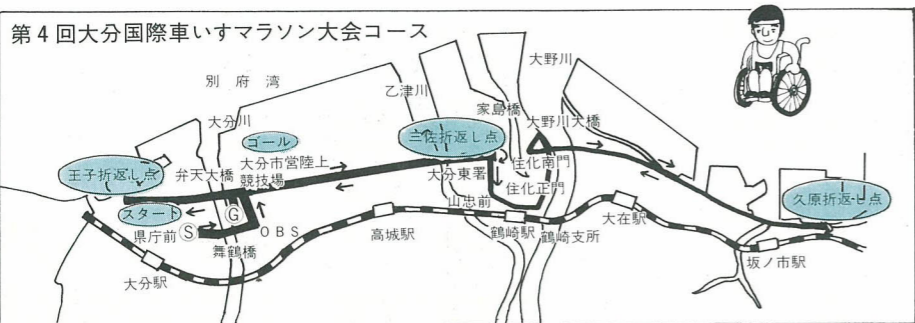 第4回大分国際車いすマラソン大会コース
別府湾
大野川
乙津川
家島橋
大分川
ゴール
三佐折返し点
大野川大橋
王子折返し点
弁天大橋
大分市営陸上
競技場
大分東署
住化南門
住化正門
山忠前
久原折返し点
スタート
県庁前
S
G
OBS
舞鶴橋
高城駅
鶴崎駅
鶴崎支所
大在駅
坂ノ市駅
大分駅